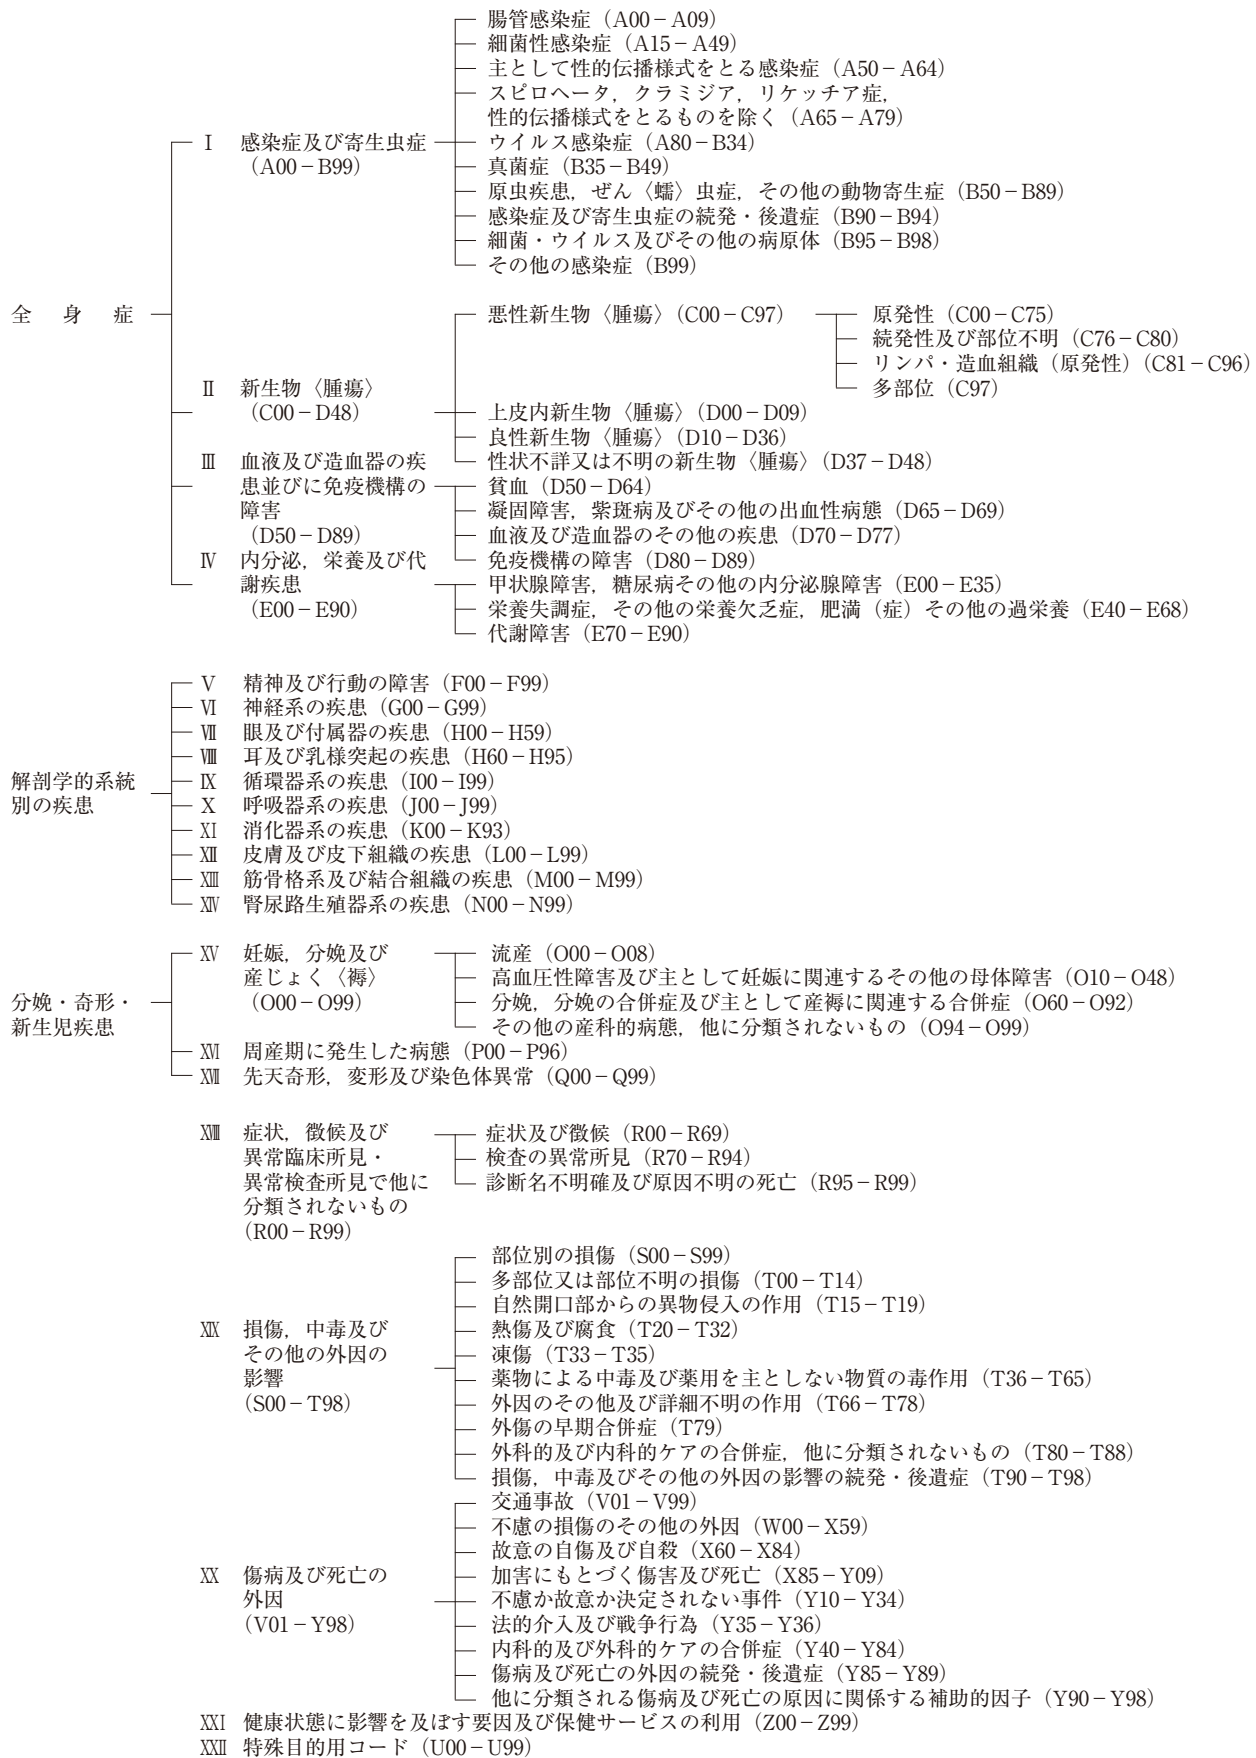 腸管感染症（A00－A09）
細菌性感染症（A15－A49）
主として性的伝播様式をとる感染症（A50－A64）
スピロヘータ，クラミジア，リケッチア症，
性的伝播様式をとるものを除く（A65－A79）
Ⅰ 感染症及び寄生虫症
（A00－B99）
ウイルス感染症（A80－B34）
真菌症（B35－B49）
原虫疾患，ぜん〈蠕〉虫症，その他の動物寄生症（B50－B89）
感染症及び寄生虫症の続発・後遺症（B90－B94）
細菌・ウイルス及びその他の病原体（B95－B98）
その他の感染症（B99）
全身症
悪性新生物〈腫瘍〉（C00－C97）
原発性（C00－C75）
続発性及び部位不明（C76－C80）
リンパ・造血組織（原発性）（C81－C96）
多部位（C97）
Ⅱ 新生物〈腫瘍〉
（C00－D48）
上皮内新生物〈腫瘍〉（D00－D09）
良性新生物〈腫瘍〉（D10－D36）
性状不詳又は不明の新生物〈腫瘍〉（D37－D48）
Ⅲ 血液及び造血器の疾
患並びに免疫機構の
障害
（D50－D89）
貧血（D50－D64）
凝固障害，紫斑病及びその他の出血性病態（D65－D69）
血液及び造血器のその他の疾患（D70－D77）
免疫機構の障害（D80－D89）
Ⅳ 内分泌，栄養及び代
謝疾患
（E00－E90）
甲状腺障害，糖尿病その他の内分泌腺障害（E00－E35）
栄養失調症，その他の栄養欠乏症，肥満（症）その他の過栄養（E40－E68）
代謝障害（E70－E90）
解剖学的系統
別の疾患
Ⅴ 精神及び行動の障害（F00－F99）
Ⅵ 神経系の疾患（G00－G99）
Ⅶ 眼及び付属器の疾患（H00－H59）
Ⅷ 耳及び乳様突起の疾患（H60－H95）
Ⅸ 循環器系の疾患（I00－I99）
Ⅹ 呼吸器系の疾患（J00－J99）
Ⅺ 消化器系の疾患（K00－K93）
Ⅻ 皮膚及び皮下組織の疾患（L00－L99）
XIII 筋骨格系及び結合組織の疾患（M00－M99）
XIV 腎尿路生殖器系の疾患（N00－N99）
分娩・奇形・
新生児疾患
XV 妊娠，分娩及び
産じょく〈褥〉
（O00－O99）
流産（O00－O08）
高血圧性障害及び主として妊娠に関連するその他の母体障害（O10－O48）
分娩，分娩の合併症及び主として産褥に関連する合併症（O60－O92）
その他の産科的病態，他に分類されないもの（O94－O99）
XVI 周産期に発生した病態（P00－P96）
XVII 先天奇形，変形及び染色体異常（Q00－Q99）
XVIII 症状，徴候及び
異常臨床所見・
異常検査所見で他に
分類されないもの
（R00－R99）
症状及び徴候（R00－R69）
検査の異常所見（R70－R94）
診断名不明確及び原因不明の死亡（R95－R99）
XIX 損傷，中毒及び
その他の外因の
影響
（S00－T98）
部位別の損傷（S00－S99）
多部位又は部位不明の損傷（T00－T14）
自然開口部からの異物侵入の作用（T15－T19）
熱傷及び腐食（T20－T32）
凍傷（T33－T35）
薬物による中毒及び薬用を主としない物質の毒作用（T36－T65）
外因のその他及び詳細不明の作用（T66－T78）
外傷の早期合併症（T79）
外科的及び内科的ケアの合併症，他に分類されないもの（T80－T88）
損傷，中毒及びその他の外因の影響の続発・後遺症（T90－T98）
XX 傷病及び死亡の
外因
（V01－Y98）
交通事故（V01－V99）
不慮の損傷のその他の外因（W00－X59）
故意の自傷及び自殺（X60－X84）
加害にもとづく傷害及び死亡（X85－Y09）
不慮か故意か決定されない事件（Y10－Y34）
法的介入及び戦争行為（Y35－Y36）
内科的及び外科的ケアの合併症（Y40－Y84）
傷病及び死亡の外因の続発・後遺症（Y85－Y89）
他に分類される傷病及び死亡の原因に関係する補助的因子（Y90－Y98）
XXI 健康状態に影響を及ぼす要因及び保健サービスの利用（Z00－Z99）
XXII 特殊目的用コード（U00－U99）